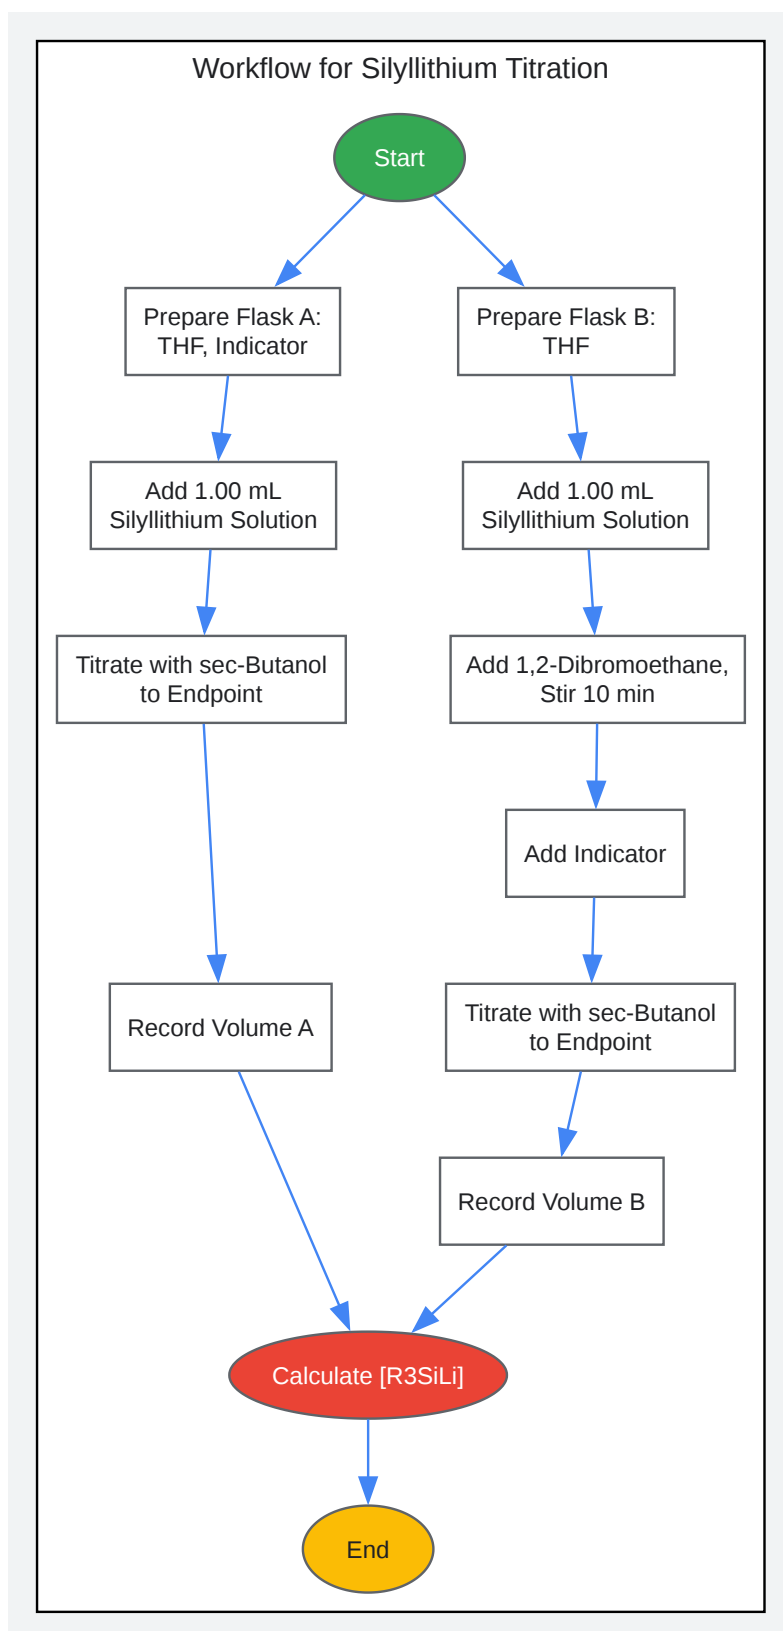 Workflow for Silyllithium Titration
Start
Prepare Flask A:
THF, Indicator
Prepare Flask B:
THF
Add 1.00 mL
Silyllithium Solution
Add 1.00 mL
Silyllithium Solution
Titrate with sec-Butanol
to Endpoint
Add 1,2-Dibromoethane,
Stir 10 min
Add Indicator
Record Volume A
Titrate with sec-Butanol
to Endpoint
Record Volume B
Calculate [R3SiLi]
End